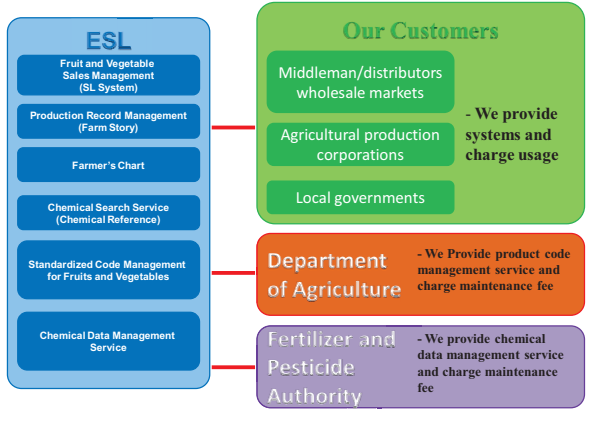 ESL
Fruit and Vegetable
Sales Management
(SL System)
Production Record Management
(Farm Story)
Farmer's Chart
Chemical Search Service
(Chemical Reference)
Standardized Code Management
for Fruits and Vegetables
Chemical Data Management
Service
Our Customers
Middleman/distributors
wholesale markets
Agricultural production
corporations
Local governments
- We provide
systems and
charge usage
Department
of Agriculture
- We Provide product code
management service and
charge maintenance fee
Fertilizer and
Pesticide
Authority
- We provide chemical
data management service
and charge maintenance
fee